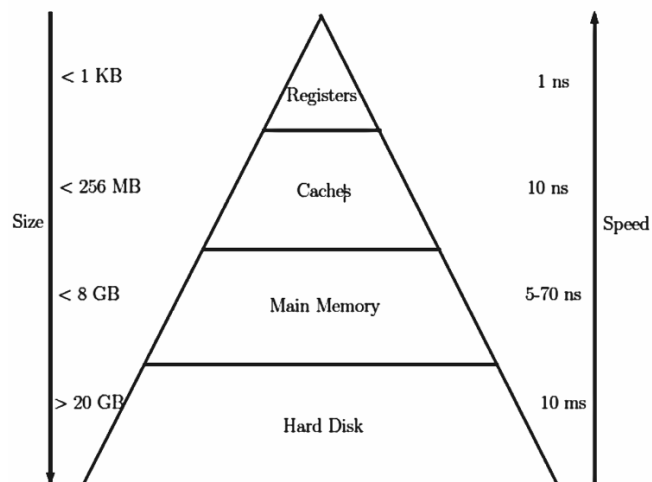 < 1 KB
Registers
1 ns
< 256 MB
Caches
10 ns
Size
Speed
< 8 GB
Main Memory
5-70 ns
> 20 GB
Hard Disk
10 ms